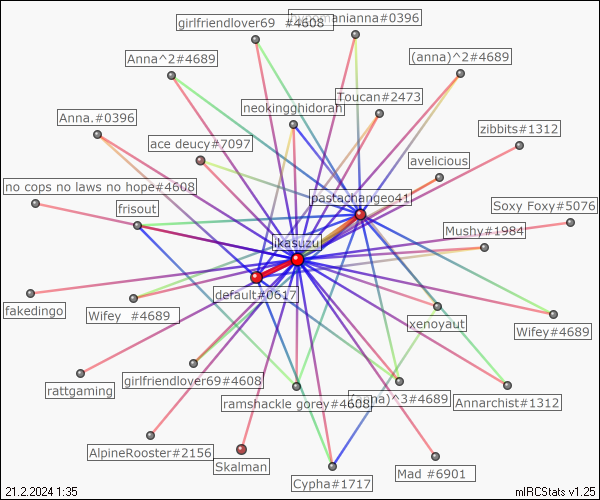 girlfriendlover69 #4608
manianna#0396
Anna^2#4689
(anna)^2#4689
neokingghidorah
Toucan#2473
Anna.#0396
ace deucy#7097
zibbits#1312
avelicious
no cops no laws no hope#4608
pastachangeo41
frisout
Soxy Foxy#5076
Mushy#1984
ikasuzu
default#0617
fakedingo
Wifey #4689
xenoyaut
Wifey#4689
rattgaming
girlfriendlover69#4608
ramshackle gorey#4608
(anna)^3#4689
Annarchist#1312
AlpineRooster#2156
Skalman
Cypha#1717
Mad #6901
21.2.2024 1:35
mIRCStats v1.25